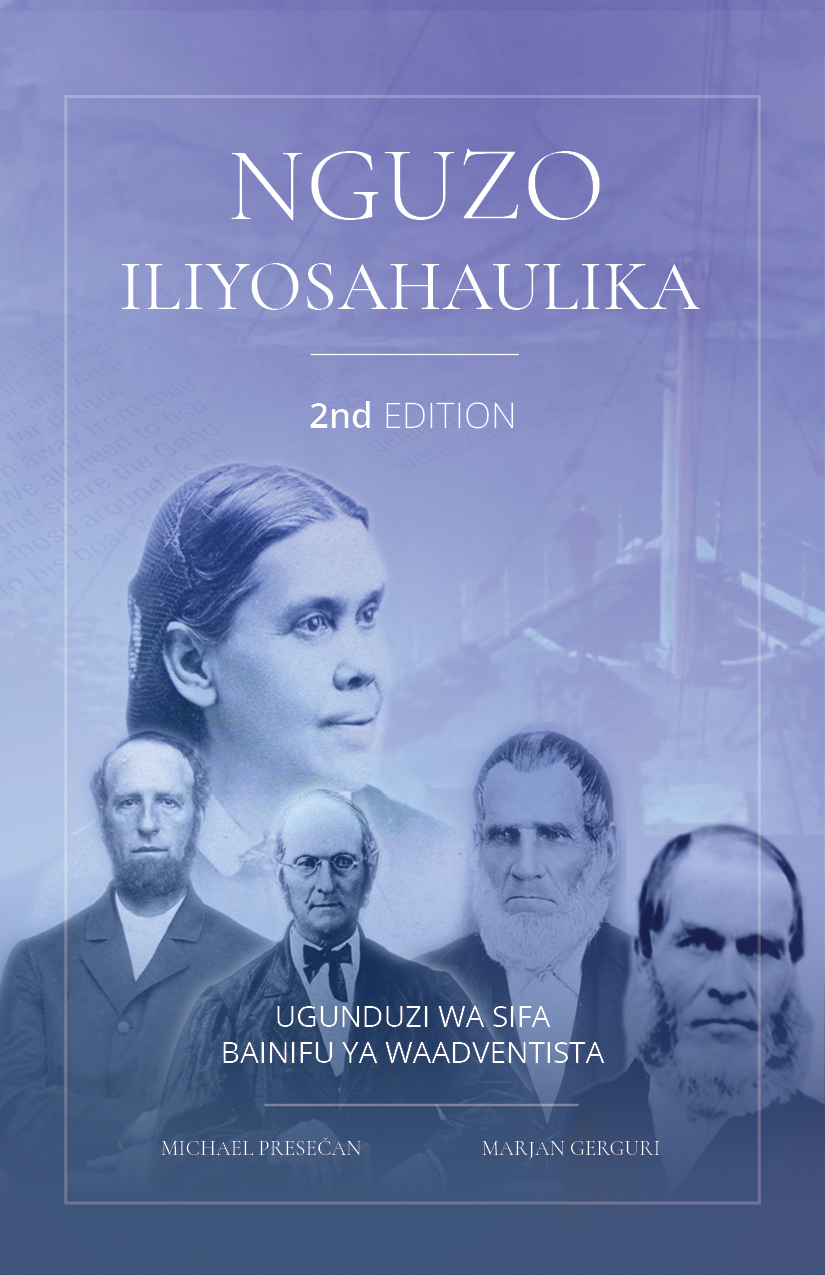 NGUZO
ILIYOSAHAULIKA
2nd EDITION
UGUNDUZI WA SIFA
BAINIFU YA WAADVENTISTA
MICHAEL PRESEČAN
MARJAN GERGURI